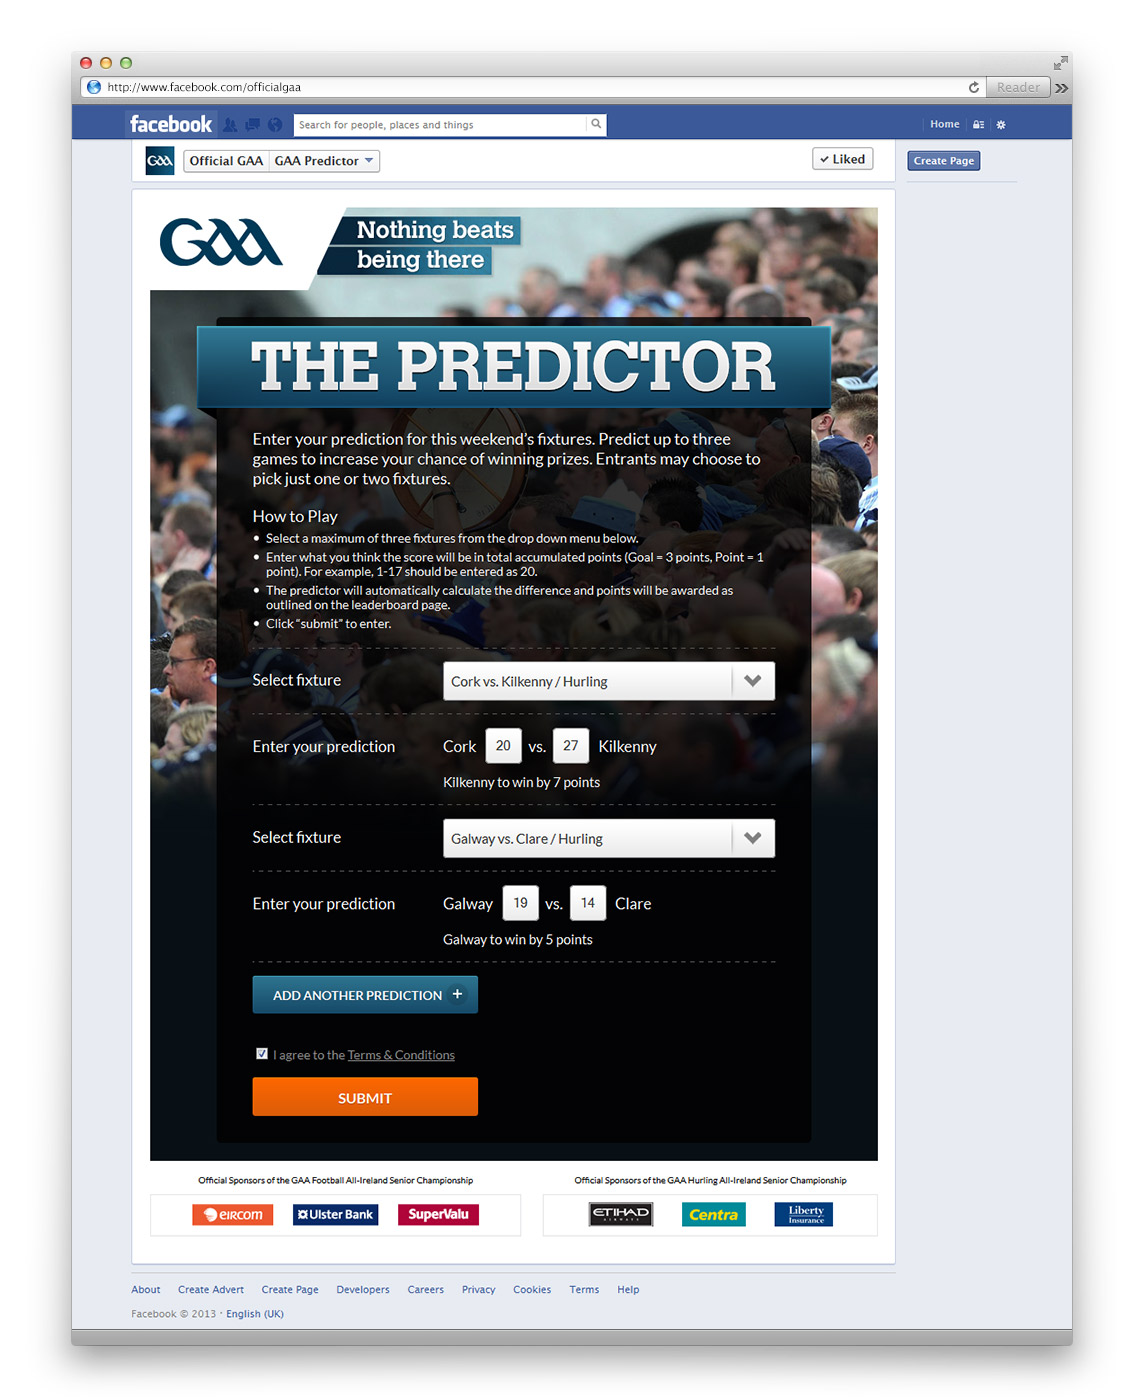 http://www.facebook.com/officialgaa
Reader
facebook
Search for people, places and things
Home
GAA
Official GAA
GAA Predictor
Liked
Create Page
GAA
Nothing beats
being there
THE PREDICTOR
Enter your prediction for this weekend’s fixtures. Predict up to three
games to increase your chance of winning prizes. Entrants may choose to
pick just one or two fixtures.
How to Play
• Select a maximum of three fixtures from the drop down menu below.
• Enter what you think the score will be in total accumulated points (Goal = 3 points, Point = 1
point). For example, 1-17 should be entered as 20.
• The predictor will automatically calculate the difference and points will be awarded as
outlined on the leaderboard page.
• Click “submit” to enter.
Select fixture
Cork vs. Kilkenny / Hurling
Enter your prediction
Cork 20 vs. 27 Kilkenny
Kilkenny to win by 7 points
Select fixture
Galway vs. Clare / Hurling
Enter your prediction
Galway 19 vs. 14 Clare
Galway to win by 5 points
ADD ANOTHER PREDICTION +
I agree to the Terms & Conditions
SUBMIT
Official Sponsors of the GAA Football All-Ireland Senior Championship
eircom
Ulster Bank
SuperValu
Official Sponsors of the GAA Hurling All-Ireland Senior Championship
ETIHAD
AIRWAYS
Centra
Liberty
Insurance
About Create Advert Create Page Developers Careers Privacy Cookies Terms Help
Facebook © 2013 · English (UK)